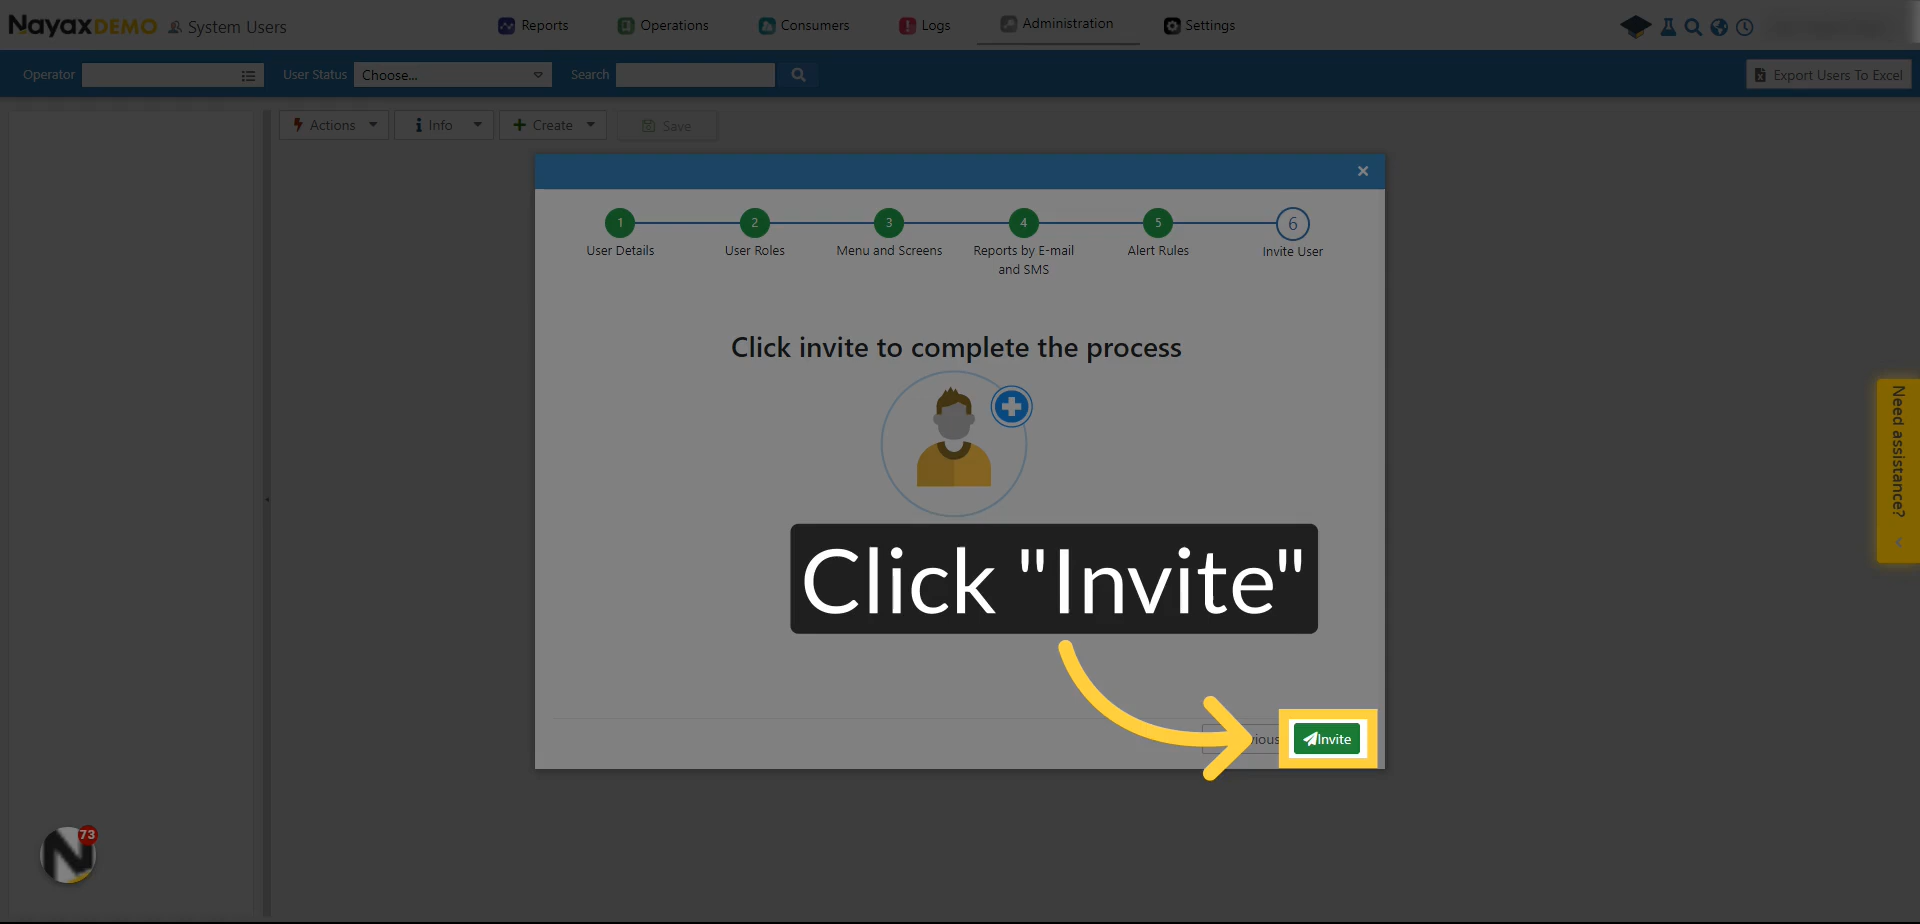 NayaxDEMO System Users
Reports
Operations
Consumers
Logs
Administration
Settings
Operator
User Status
Choose...
Search
Export Users To Excel
Actions
Info
Create
Save
1
2
3
4
5
6
User Details
User Roles
Menu and Screens
Reports by E-mail
and SMS
Alert Rules
Invite User
Click invite to complete the process
Need assistance?
Click "Invite"
Invite
N
73